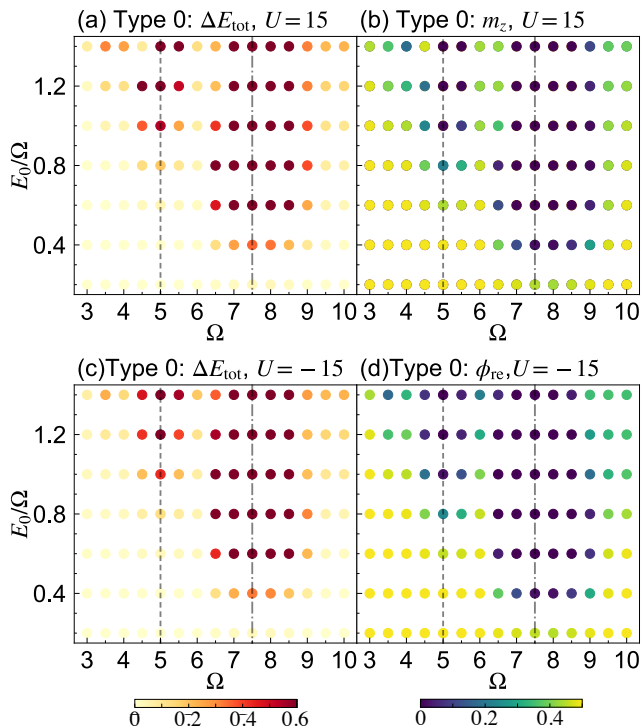 (a) Type 0: ΔE_tot, U = 15
(b) Type 0: m_z, U = 15
E_0/Ω
1.2
0.8
0.4
3 4 5 6 7 8 9 10
3 4 5 6 7 8 9 10
Ω
Ω
(c)Type 0: ΔE_tot, U = −15
(d)Type 0: ϕ_re,U = −15
E_0/Ω
1.2
0.8
0.4
3 4 5 6 7 8 9 10
3 4 5 6 7 8 9 10
Ω
Ω
0 0.2 0.4 0.6
0 0.2 0.4